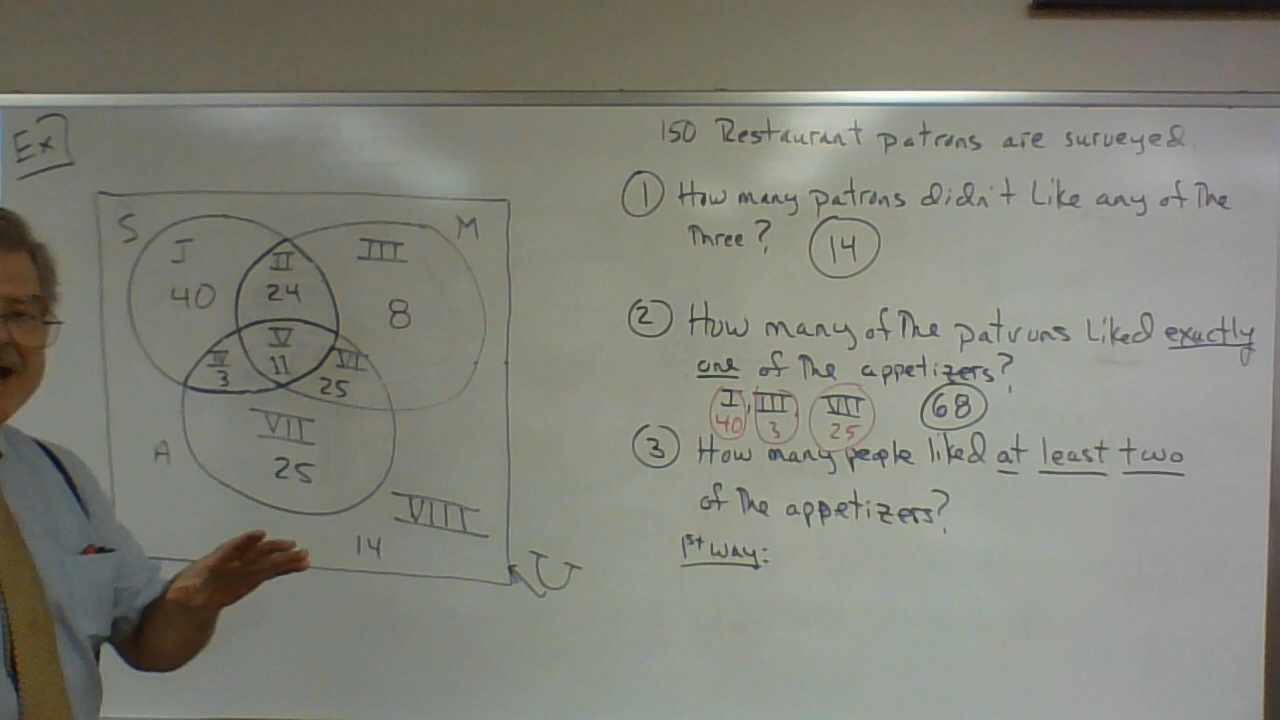 Ex
150 Restaurant patrons are surveyed.
① How many patrons didn't Like any of The
Three? 14
② How many of The patrons Liked exactly
one of The appetizers?
I, III, VII 68
40 3 25
③ How many people liked at least two
of The appetizers?
1st way:
S M
I II III
40 24 8
IV V VI
3 11 25
VII
25
A
VIII
14
U